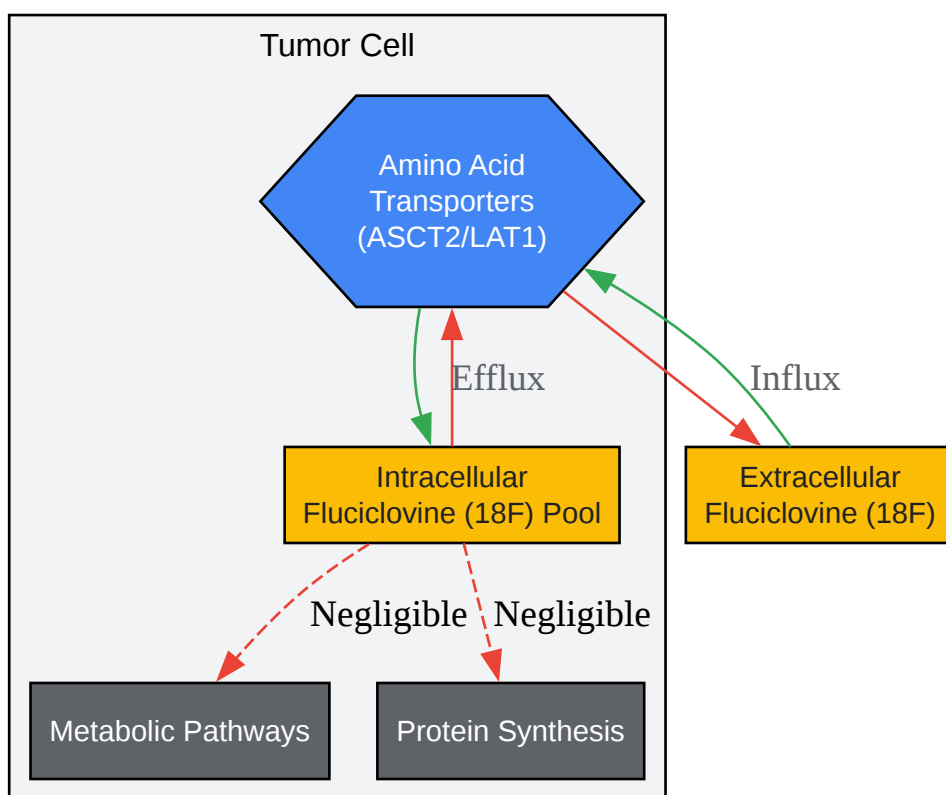 Tumor Cell
Amino Acid
Transporters
(ASCT2/LAT1)
Efflux
Influx
Intracellular
Fluciclovine (18F) Pool
Extracellular
Fluciclovine (18F)
Negligible
Negligible
Metabolic Pathways
Protein Synthesis